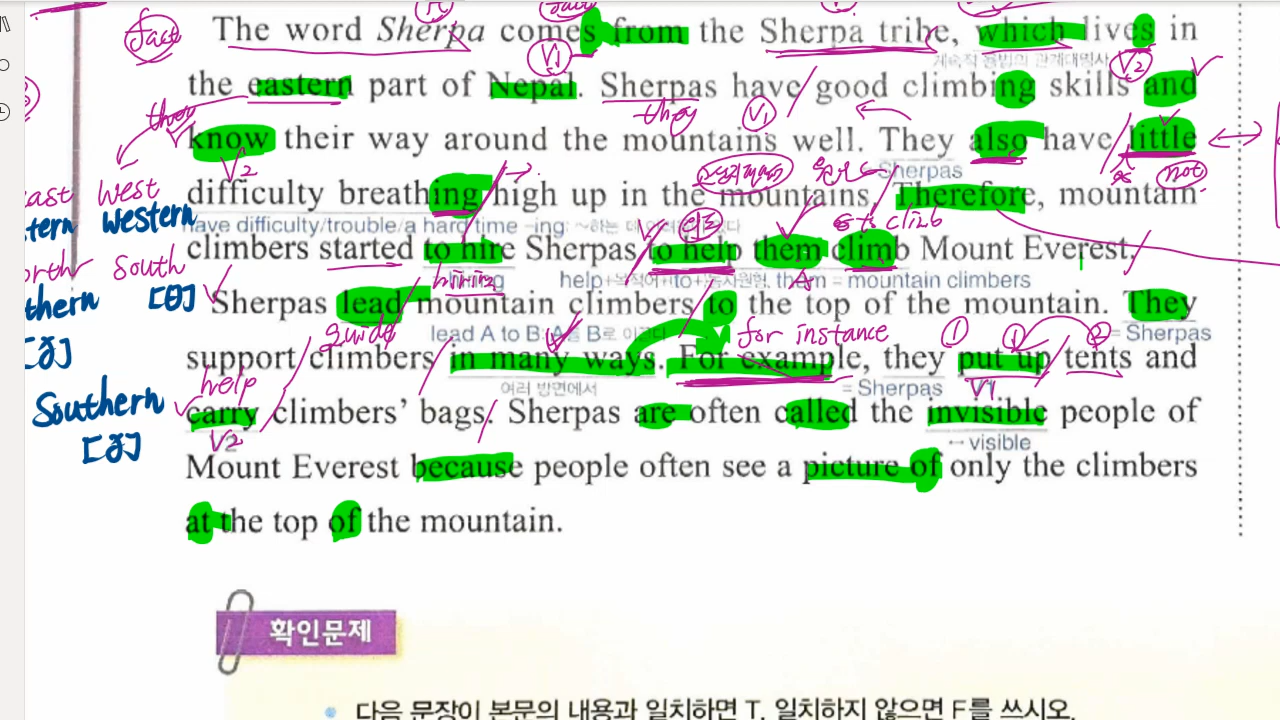 The word Sherpa comes from the Sherpa tribe, which lives in
fact
계속적 용법의 관계대명사
V1
V2
the eastern part of Nepal. Sherpas have good climbing skills and
they
they
V1
know their way around the mountains well. They also have little
V2
= Sherpas
not
east West
difficulty breathing high up in the mountains. Therefore, mountain
Western
have difficulty/trouble/a hard time -ing: ~하는 데
to climb
climbers started to hire Sherpas to help them climb Mount Everest.
South
= hiring
hiring
help+목적어+(to+)동사원형, them = mountain climbers
[θ]
Sherpas lead mountain climbers to the top of the mountain. They
guide
lead A to B: A를 B로
for instance
= Sherpas
support climbers in many ways. For example, they put up tents and
help
여러 방면에서
= Sherpas
V1
Southern
[ð]
carry climbers' bags. Sherpas are often called the invisible people of
V2
↔ visible
Mount Everest because people often see a picture of only the climbers
at the top of the mountain.
확인문제
다음 문장이 본문의 내용과 일치하면 T, 일치하지 않으면 F를 쓰시오.